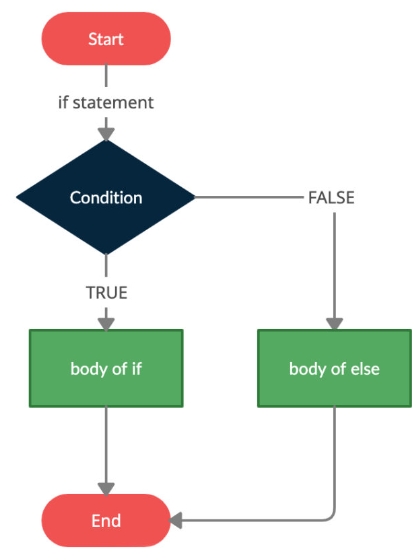 Start
if statement
Condition
FALSE
TRUE
body of if
body of else
End